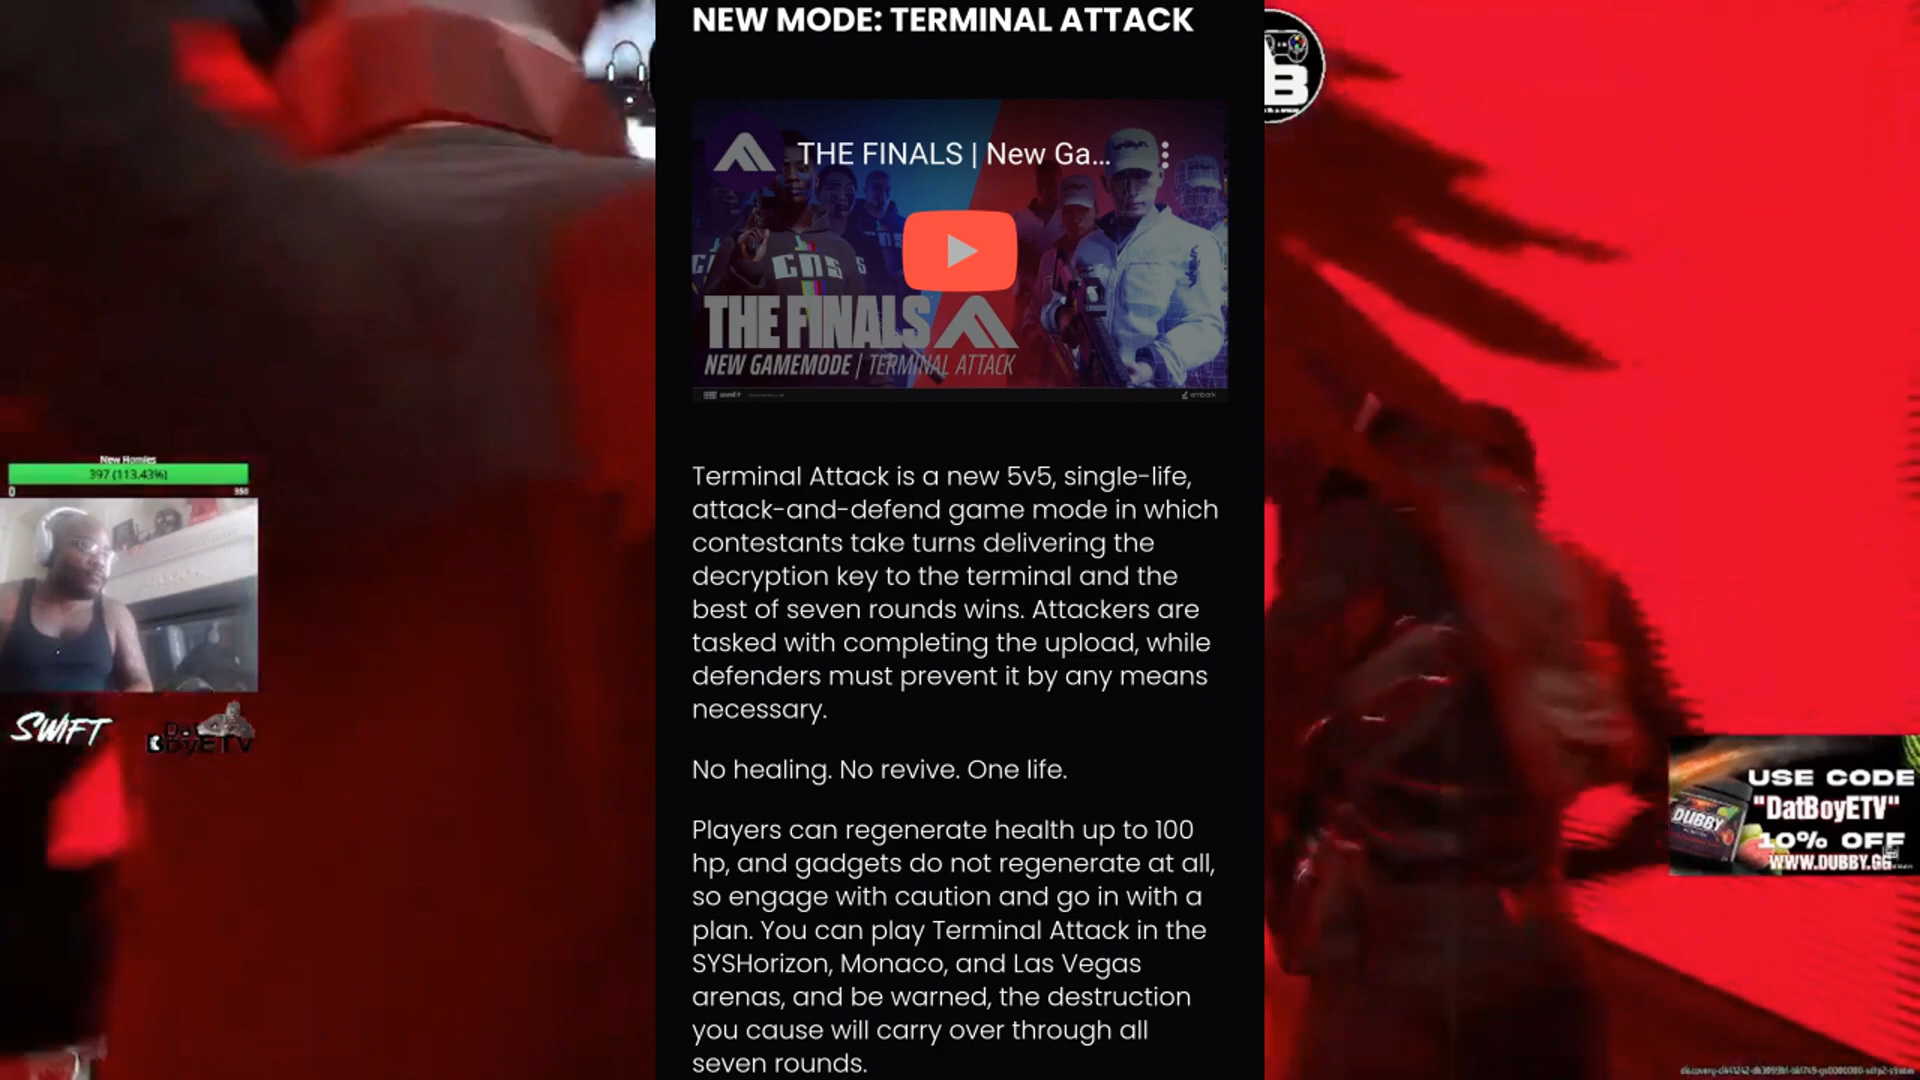 NEW MODE: TERMINAL ATTACK
THE FINALS | New Ga...
CNS
THE FINALS
NEW GAMEMODE | TERMINAL ATTACK
embark
Terminal Attack is a new 5v5, single-life,
attack-and-defend game mode in which
contestants take turns delivering the
decryption key to the terminal and the
best of seven rounds wins. Attackers are
tasked with completing the upload, while
defenders must prevent it by any means
necessary.
No healing. No revive. One life.
Players can regenerate health up to 100
hp, and gadgets do not regenerate at all,
so engage with caution and go in with a
plan. You can play Terminal Attack in the
SYSHorizon, Monaco, and Las Vegas
arenas, and be warned, the destruction
you cause will carry over through all
seven rounds.
New Homies
397 (113.43%)
0 350
SWIFT
Dat
BoyETV
B
USE CODE
"DatBoyETV"
10% OFF
WWW.DUBBY.GG
DUBBY